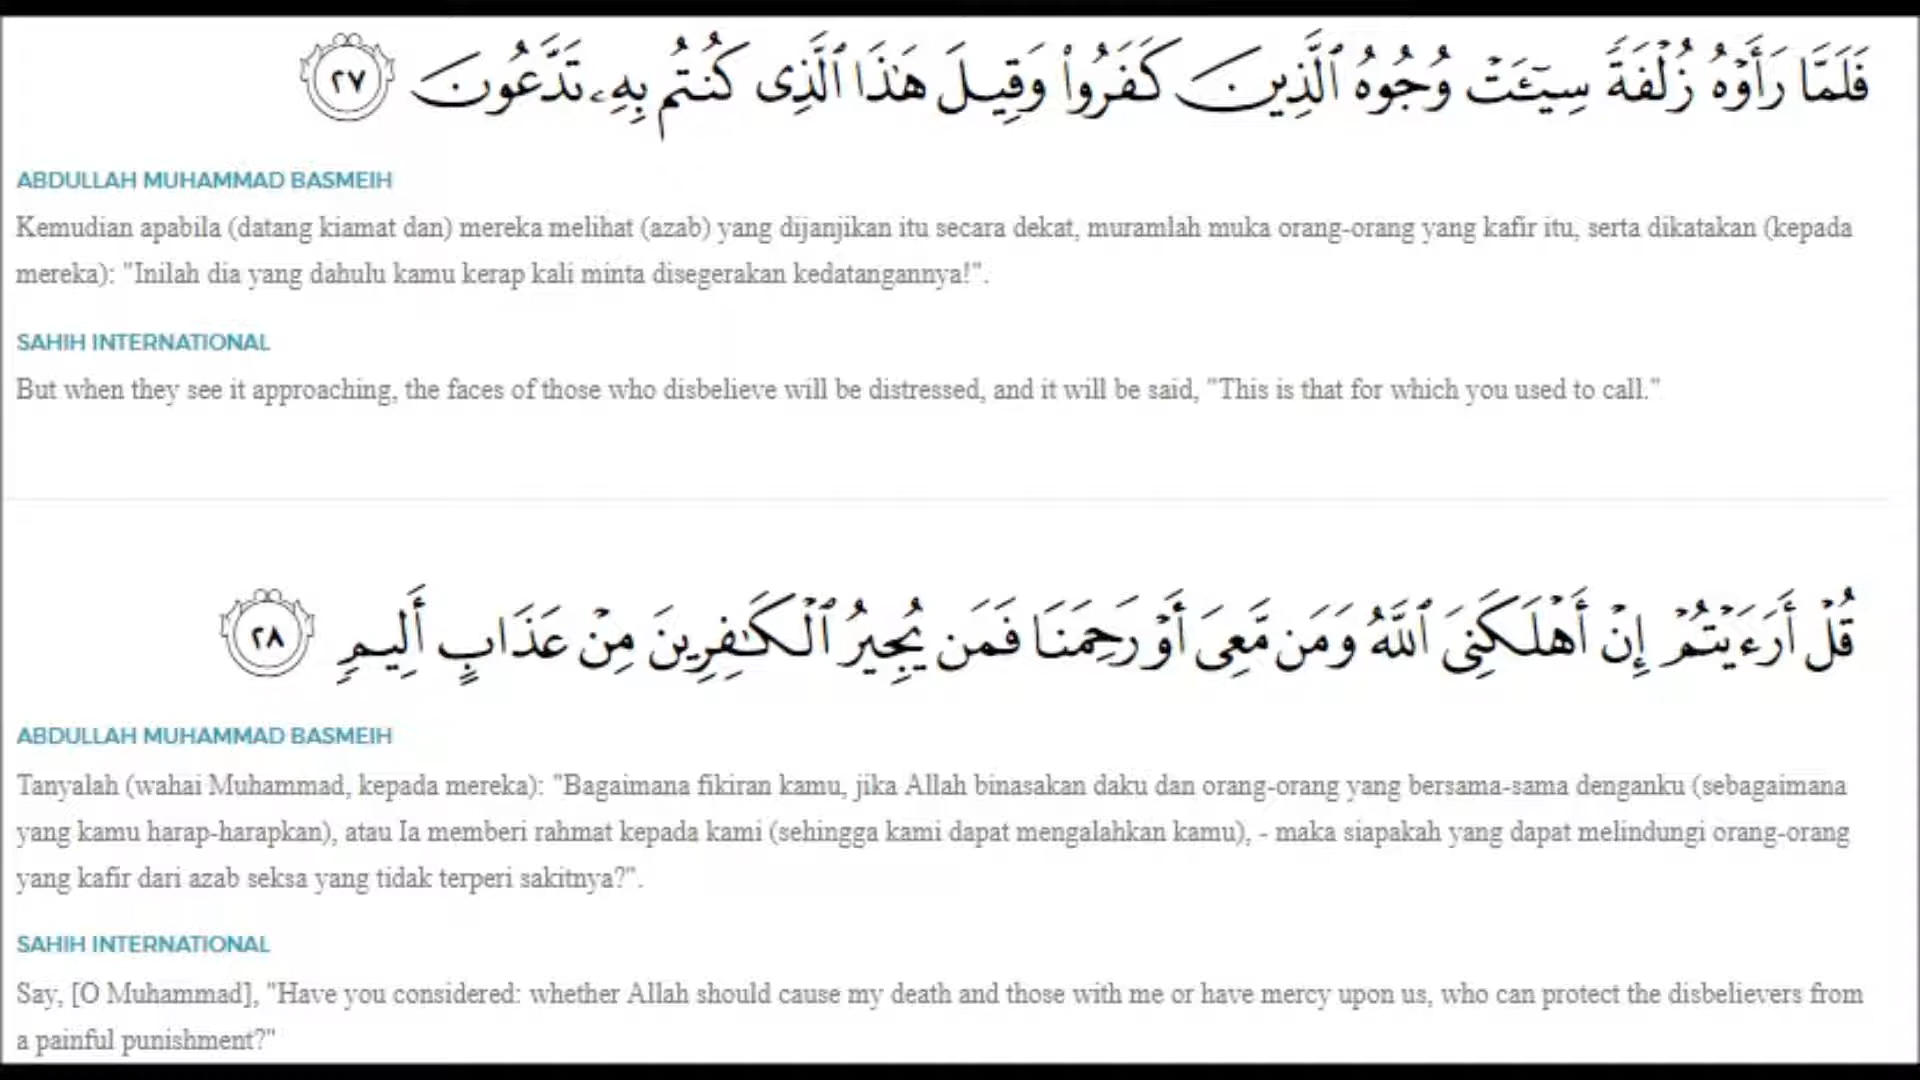 فَلَمَّا رَأَوْهُ زُلْفَةً سِيٓـَٔتْ وُجُوهُ ٱلَّذِينَ كَفَرُوا۟ وَقِيلَ هَـٰذَا ٱلَّذِى كُنتُم بِهِۦ تَدَّعُونَ ٢٧
ABDULLAH MUHAMMAD BASMEIH
Kemudian apabila (datang kiamat dan) mereka melihat (azab) yang dijanjikan itu secara dekat, muramlah muka orang-orang yang kafir itu, serta dikatakan (kepada
mereka): "Inilah dia yang dahulu kamu kerap kali minta disegerakan kedatangannya!".
SAHIH INTERNATIONAL
But when they see it approaching, the faces of those who disbelieve will be distressed, and it will be said, "This is that for which you used to call."
قُلْ أَرَءَيْتُمْ إِنْ أَهْلَكَنِىَ ٱللَّهُ وَمَن مَّعِىَ أَوْ رَحِمَنَا فَمَن يُجِيرُ ٱلْكَـٰفِرِينَ مِنْ عَذَابٍ أَلِيمٍ ٢٨
ABDULLAH MUHAMMAD BASMEIH
Tanyalah (wahai Muhammad, kepada mereka): "Bagaimana fikiran kamu, jika Allah binasakan daku dan orang-orang yang bersama-sama denganku (sebagaimana
yang kamu harap-harapkan), atau Ia memberi rahmat kepada kami (sehingga kami dapat mengalahkan kamu), - maka siapakah yang dapat melindungi orang-orang
yang kafir dari azab seksa yang tidak terperi sakitnya?".
SAHIH INTERNATIONAL
Say, [O Muhammad], "Have you considered: whether Allah should cause my death and those with me or have mercy upon us, who can protect the disbelievers from
a painful punishment?"